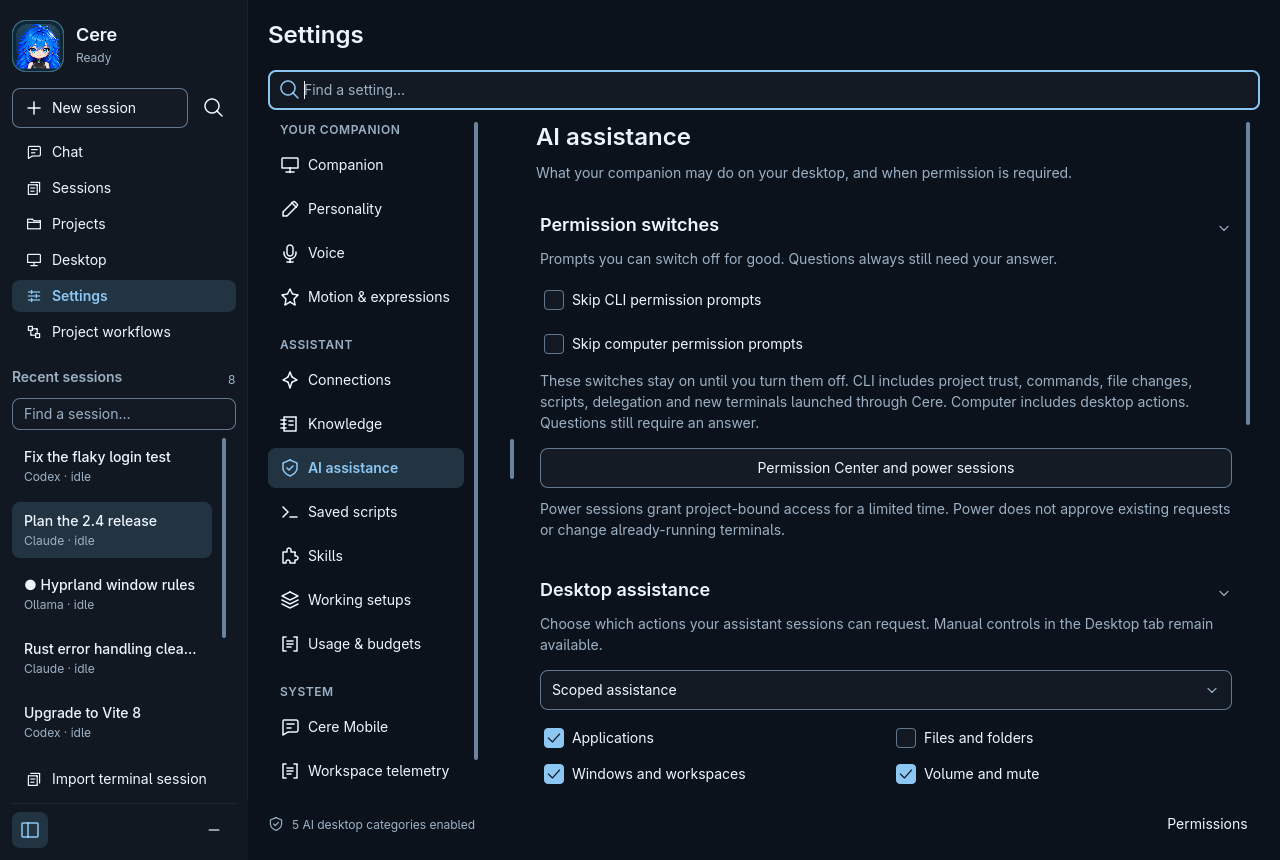 Cere
Ready
New session
Chat
Sessions
Projects
Desktop
Settings
Project workflows
Recent sessions 8
Find a session...
Fix the flaky login test
Codex · idle
Plan the 2.4 release
Claude · idle
Hyprland window rules
Ollama · idle
Rust error handling clea...
Claude · idle
Upgrade to Vite 8
Codex · idle
Import terminal session
Settings
Find a setting...
YOUR COMPANION
Companion
Personality
Voice
Motion & expressions
ASSISTANT
Connections
Knowledge
AI assistance
Saved scripts
Skills
Working setups
Usage & budgets
SYSTEM
Cere Mobile
Workspace telemetry
AI assistance
What your companion may do on your desktop, and when permission is required.
Permission switches
Prompts you can switch off for good. Questions always still need your answer.
Skip CLI permission prompts
Skip computer permission prompts
These switches stay on until you turn them off. CLI includes project trust, commands, file changes,
scripts, delegation and new terminals launched through Cere. Computer includes desktop actions.
Questions still require an answer.
Permission Center and power sessions
Power sessions grant project-bound access for a limited time. Power does not approve existing requests
or change already-running terminals.
Desktop assistance
Choose which actions your assistant sessions can request. Manual controls in the Desktop tab remain
available.
Scoped assistance
Applications
Files and folders
Windows and workspaces
Volume and mute
5 AI desktop categories enabled
Permissions